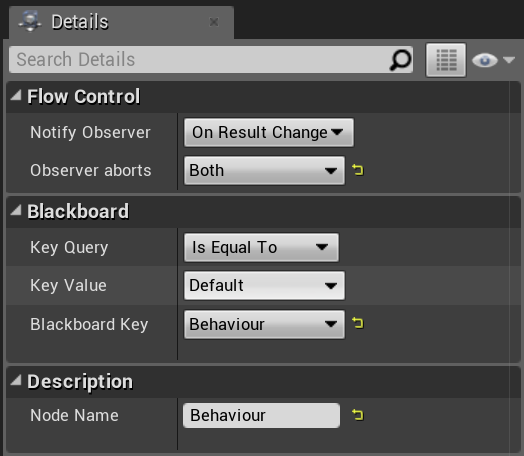 Details
Search Details
Flow Control
Notify Observer On Result Change
Observer aborts Both
Blackboard
Key Query Is Equal To
Key Value Default
Blackboard Key Behaviour
Description
Node Name Behaviour